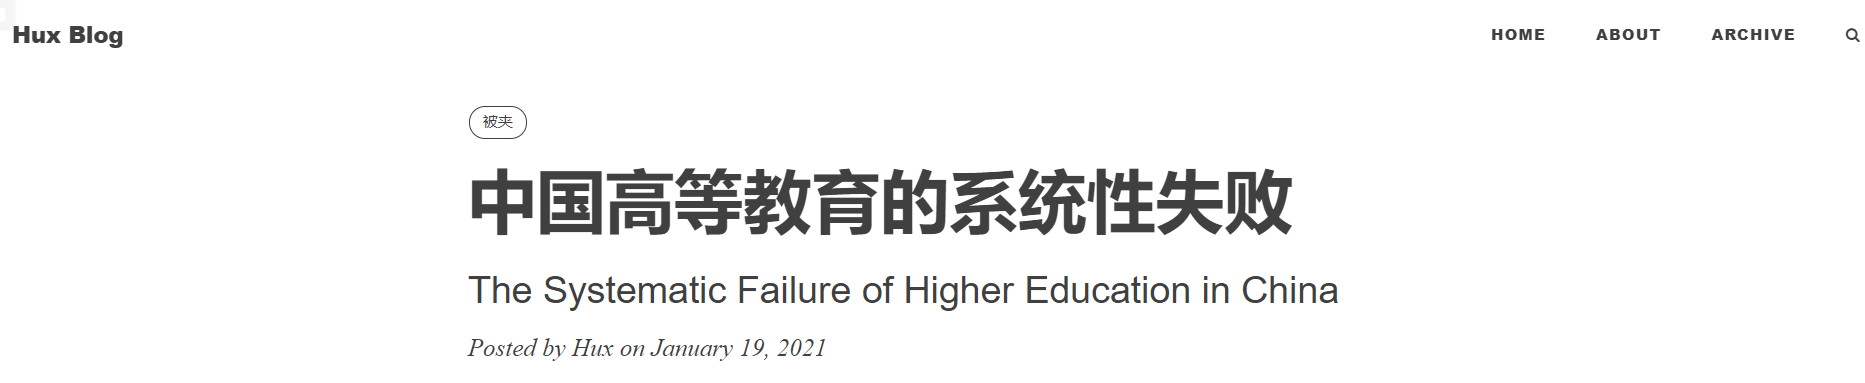 Hux Blog
HOME ABOUT ARCHIVE
被夹
中国高等教育的系统性失败
The Systematic Failure of Higher Education in China
Posted by Hux on January 19, 2021